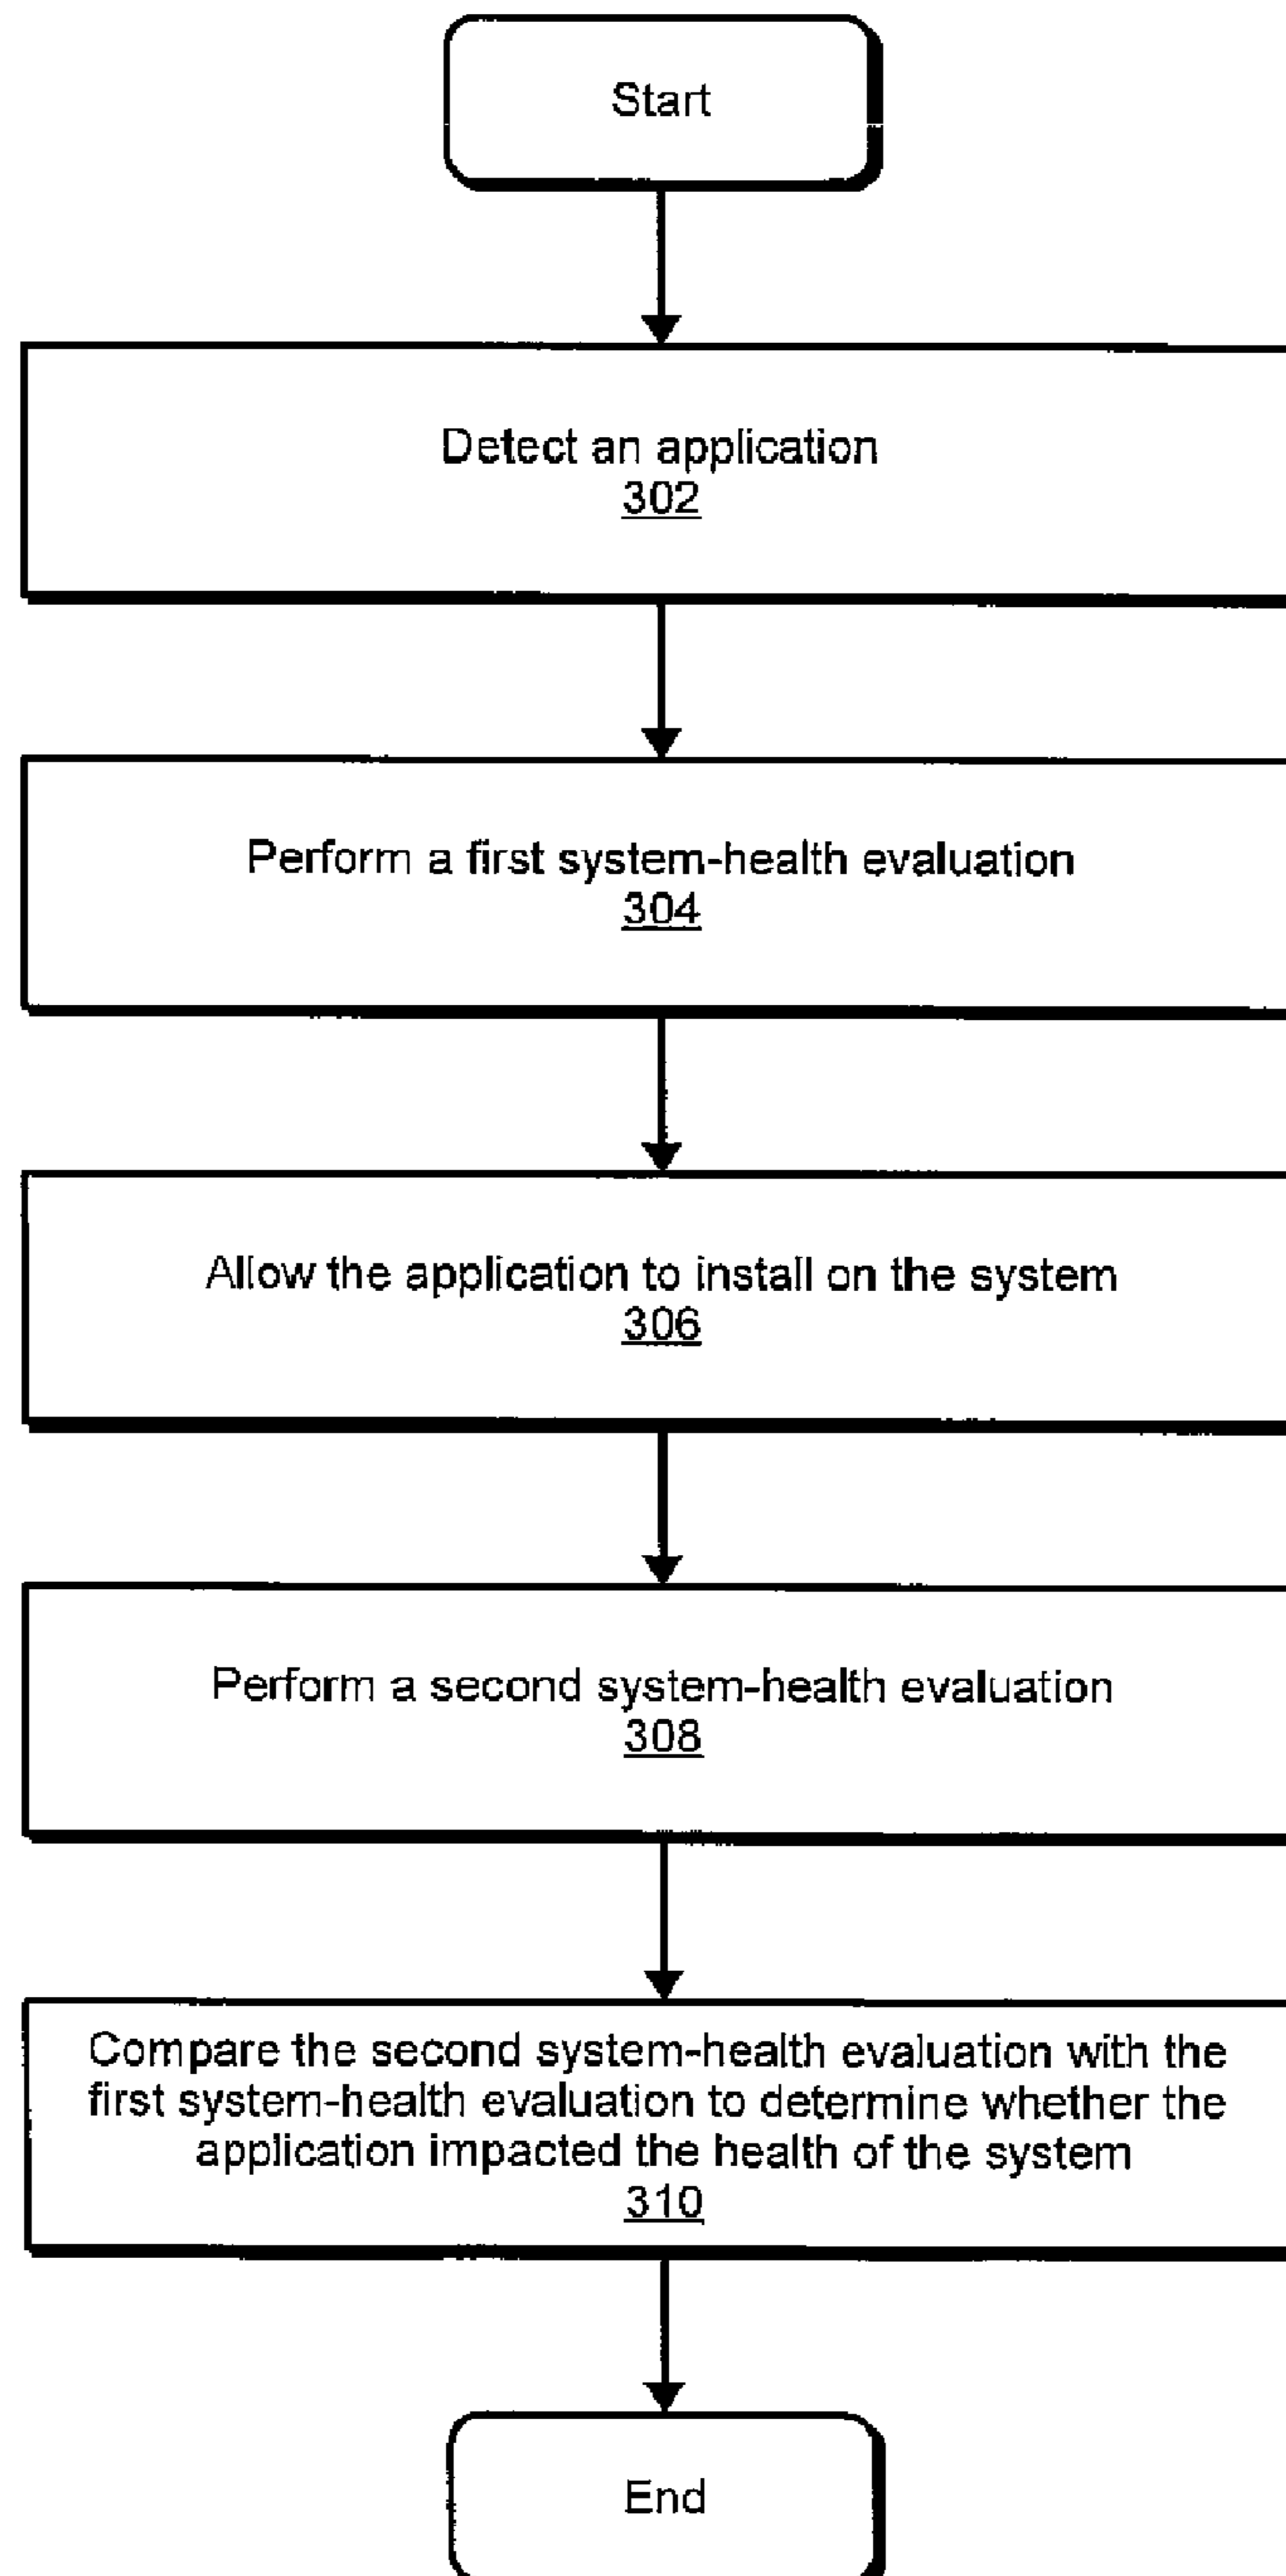 Start
Detect an application
302
Perform a first system-health evaluation
304
Allow the application to install on the system
306
Perform a second system-health evaluation
308
Compare the second system-health evaluation with the
first system-health evaluation to determine whether the
application impacted the health of the system
310
End